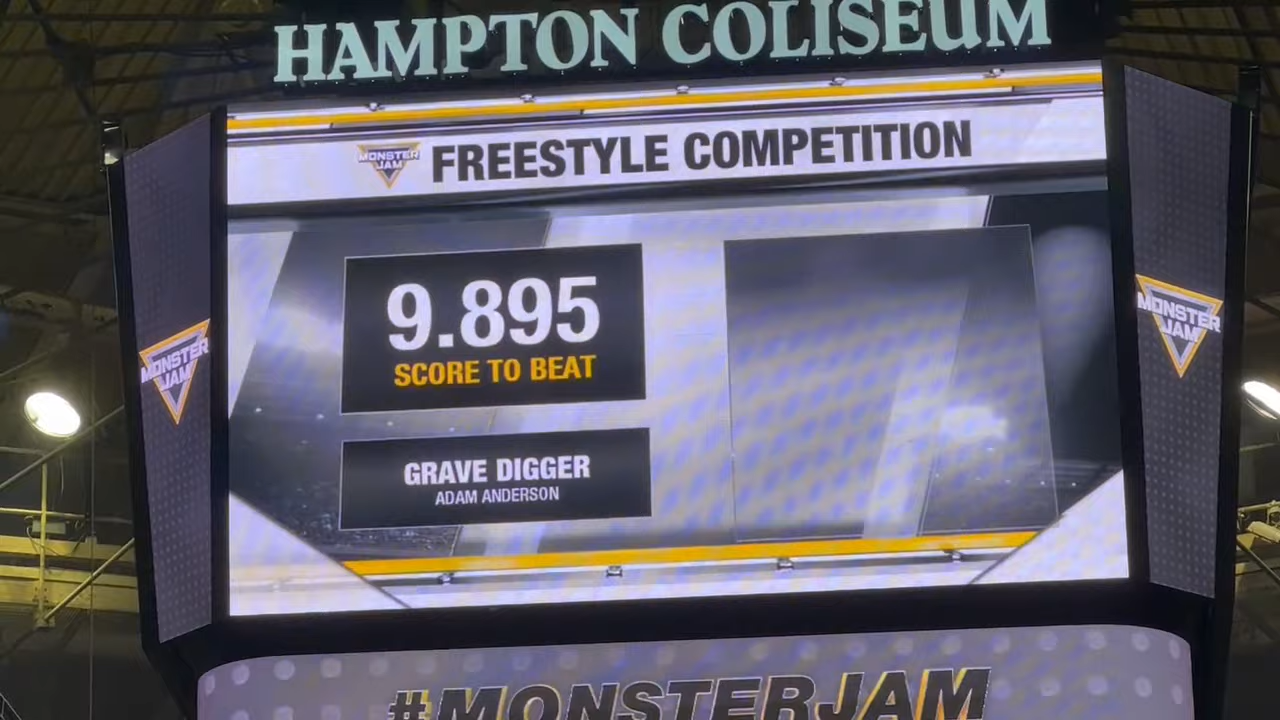 HAMPTON COLISEUM
MONSTER
JAM
FREESTYLE COMPETITION
9.895
SCORE TO BEAT
GRAVE DIGGER
ADAM ANDERSON
MONSTER
JAM
MONSTER
JAM
#MONSTERJAM